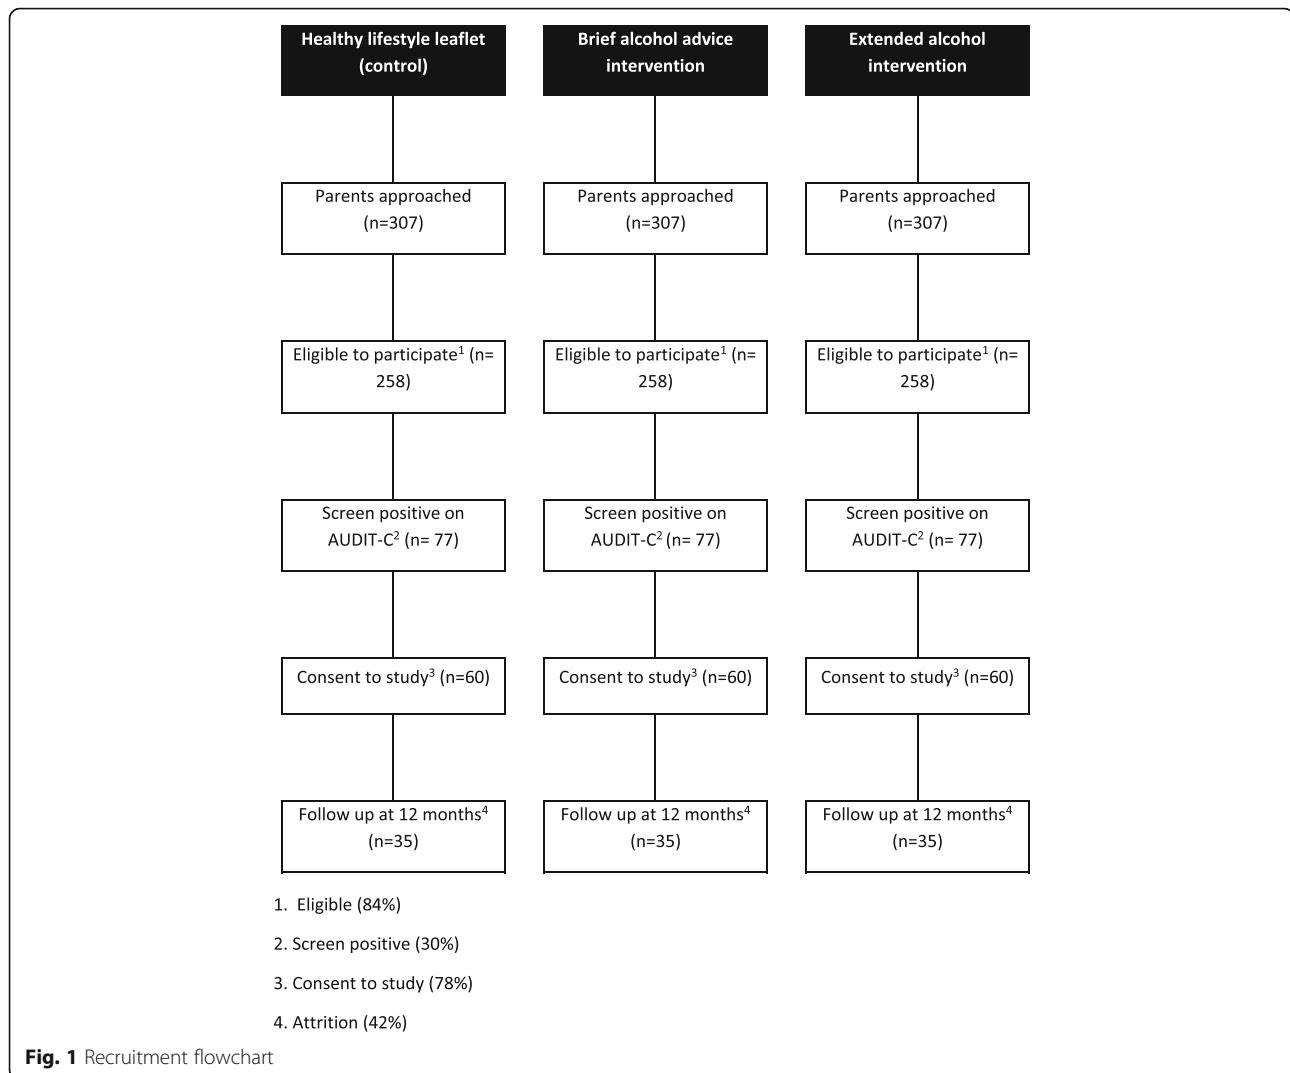 Healthy lifestyle leaflet
(control)
Brief alcohol advice
intervention
Extended alcohol
intervention
Parents approached
(n=307)
Parents approached
(n=307)
Parents approached
(n=307)
Eligible to participate¹ (n=
258)
Eligible to participate¹ (n=
258)
Eligible to participate¹ (n=
258)
Screen positive on
AUDIT-C² (n= 77)
Screen positive on
AUDIT-C² (n= 77)
Screen positive on
AUDIT-C² (n= 77)
Consent to study³ (n=60)
Consent to study³ (n=60)
Consent to study³ (n=60)
Follow up at 12 months⁴
(n=35)
Follow up at 12 months⁴
(n=35)
Follow up at 12 months⁴
(n=35)
1. Eligible (84%)
2. Screen positive (30%)
3. Consent to study (78%)
4. Attrition (42%)
Fig. 1 Recruitment flowchart